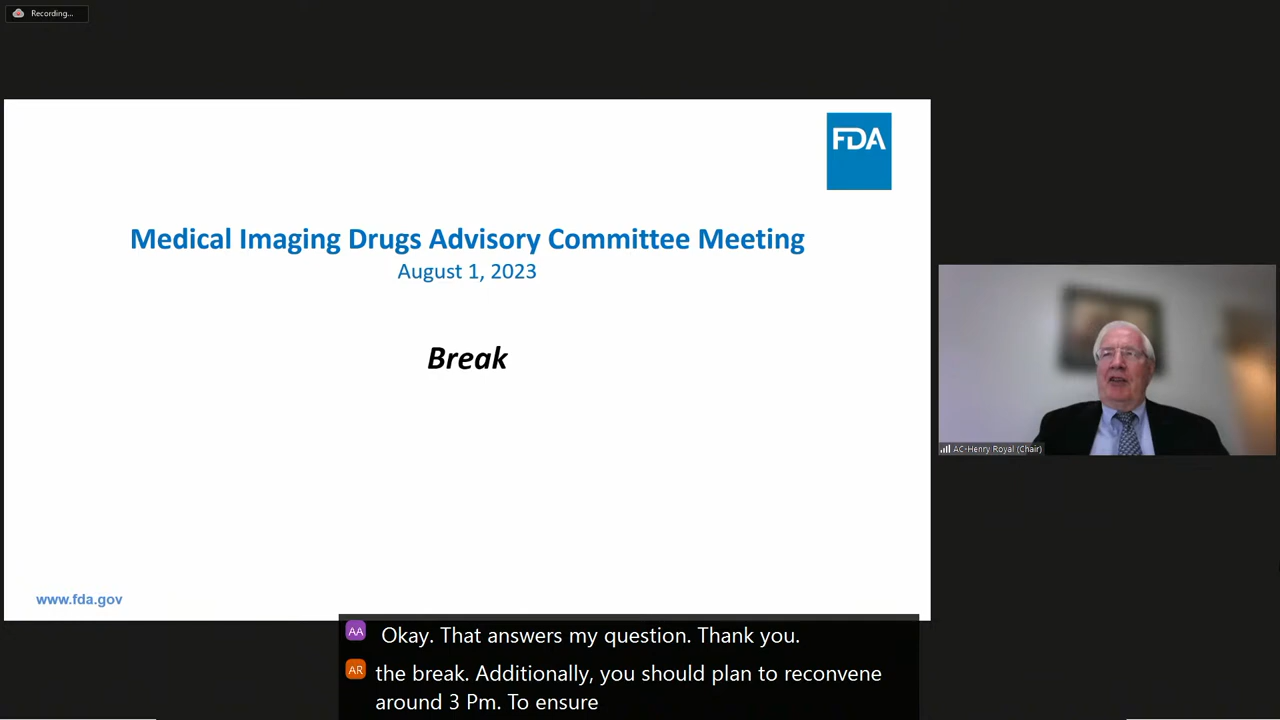 Recording...
FDA
Medical Imaging Drugs Advisory Committee Meeting
August 1, 2023
Break
www.fda.gov
AC-Henry Royal (Chair)
AA Okay. That answers my question. Thank you.
AR the break. Additionally, you should plan to reconvene
around 3 Pm. To ensure